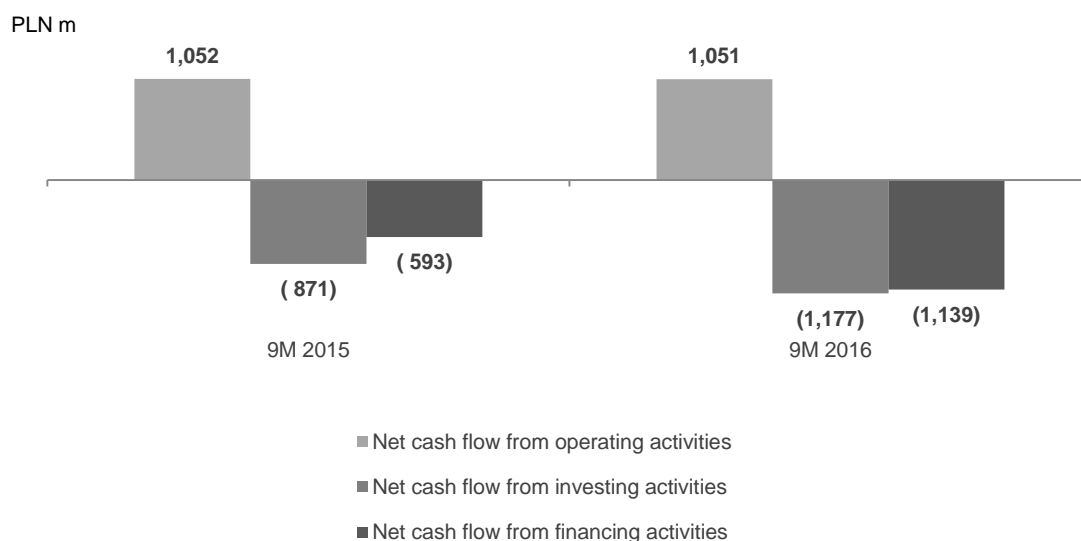 PLN m
1,052
1,051
( 871)
( 593)
(1,177)
(1,139)
9M 2015
9M 2016
Net cash flow from operating activities
Net cash flow from investing activities
Net cash flow from financing activities